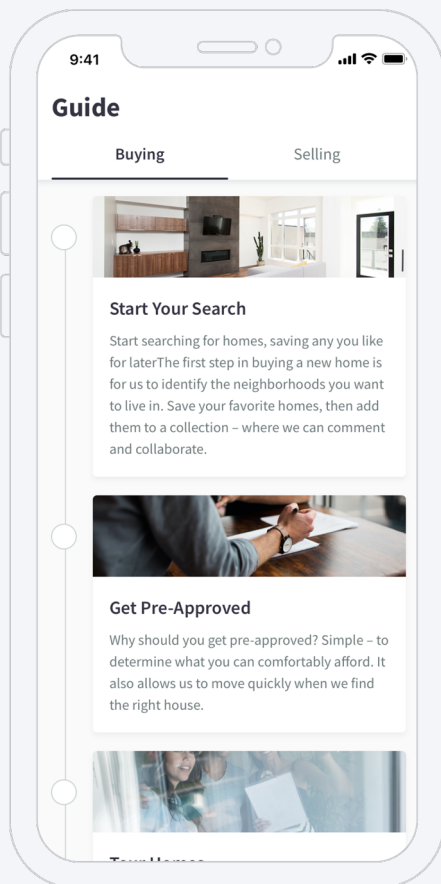 9:41
Guide
Buying
Selling
Start Your Search
Start searching for homes, saving any you like
for laterThe first step in buying a new home is
for us to identify the neighborhoods you want
to live in. Save your favorite homes, then add
them to a collection – where we can comment
and collaborate.
Get Pre-Approved
Why should you get pre-approved? Simple – to
determine what you can comfortably afford. It
also allows us to move quickly when we find
the right house.
Tour Homes